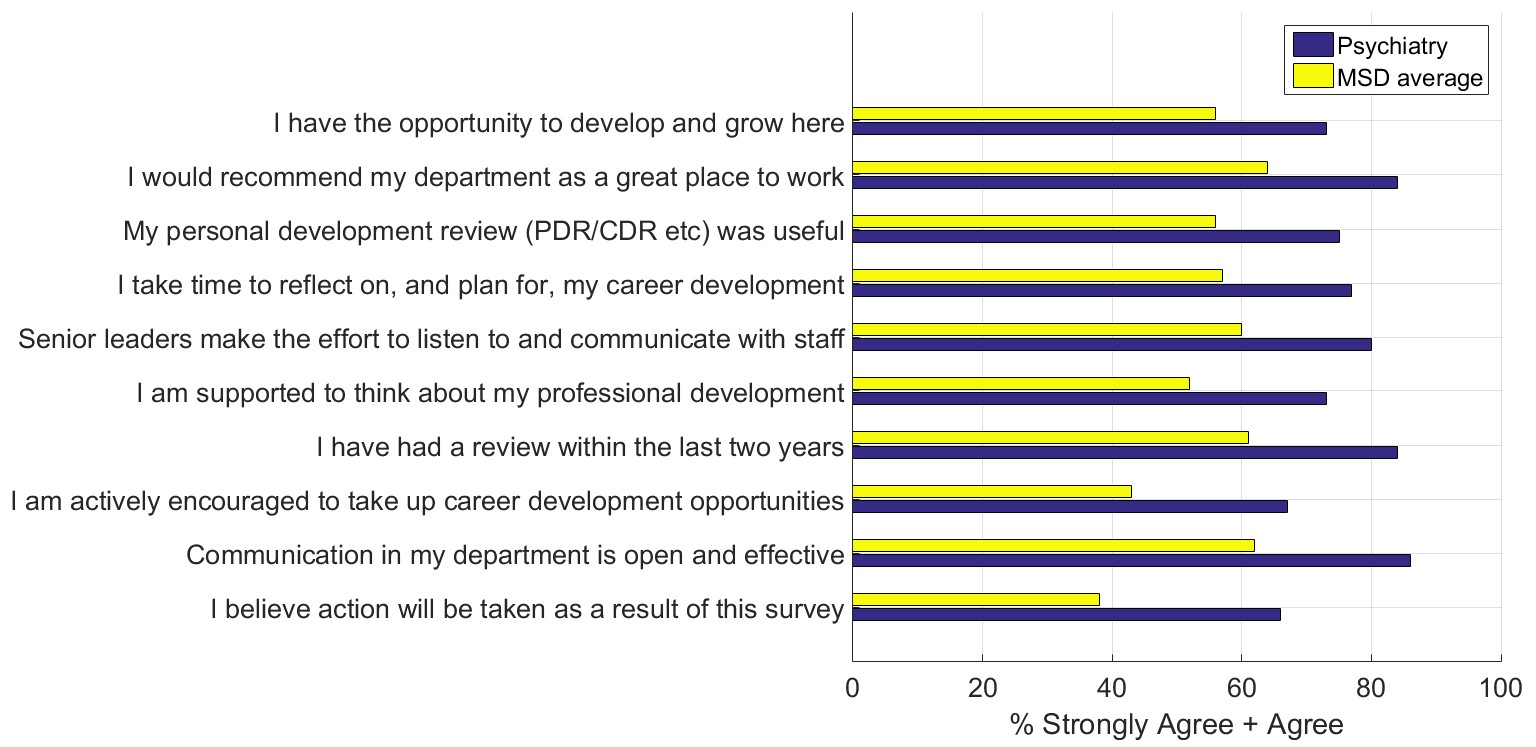 Psychiatry
MSD average
I have the opportunity to develop and grow here
I would recommend my department as a great place to work
My personal development review (PDR/CDR etc) was useful
I take time to reflect on, and plan for, my career development
Senior leaders make the effort to listen to and communicate with staff
I am supported to think about my professional development
I have had a review within the last two years
I am actively encouraged to take up career development opportunities
Communication in my department is open and effective
I believe action will be taken as a result of this survey
0 20 40 60 80 100
% Strongly Agree + Agree